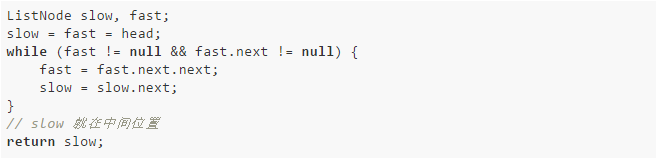 ListNode slow, fast;
slow = fast = head;
while (fast != null && fast.next != null) {
    fast = fast.next.next;
    slow = slow.next;
}
// slow 就在中间位置
return slow;